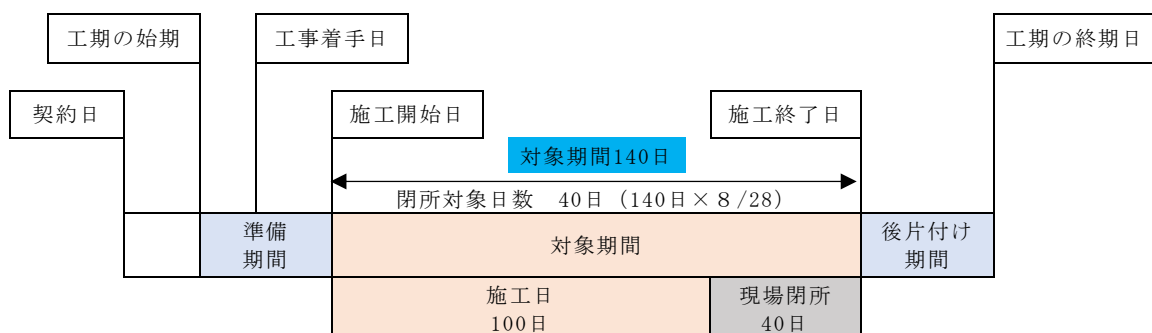 工期の始期
工事着手日
工期の終期日
契約日
施工開始日
施工終了日
対象期間140日
閉所対象日数　40日（140日×８/28）
準備
期間
対象期間
後片付け
期間
施工日
100日
現場閉所
40日